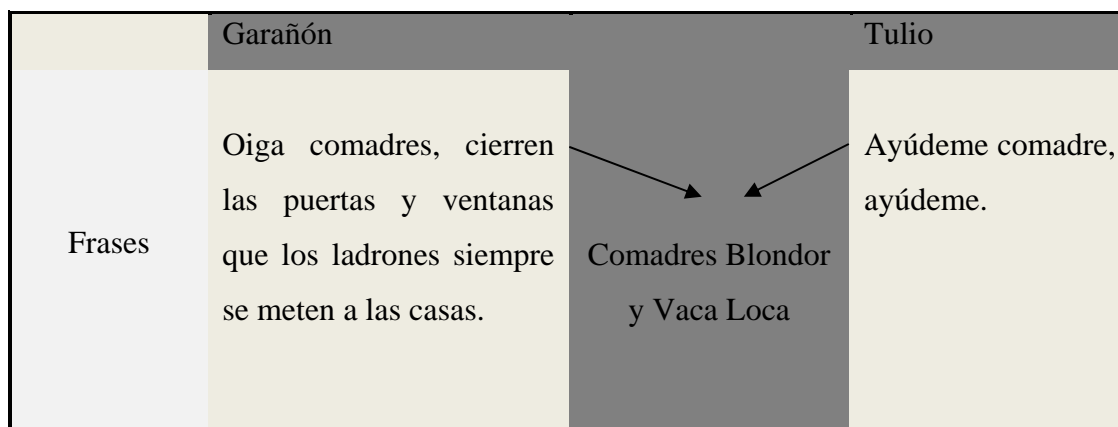 Garañón
Tulio
Frases
Oiga comadres, cierren
las puertas y ventanas
que los ladrones siempre
se meten a las casas.
Comadres Blondor
y Vaca Loca
Ayúdeme comadre,
ayúdeme.